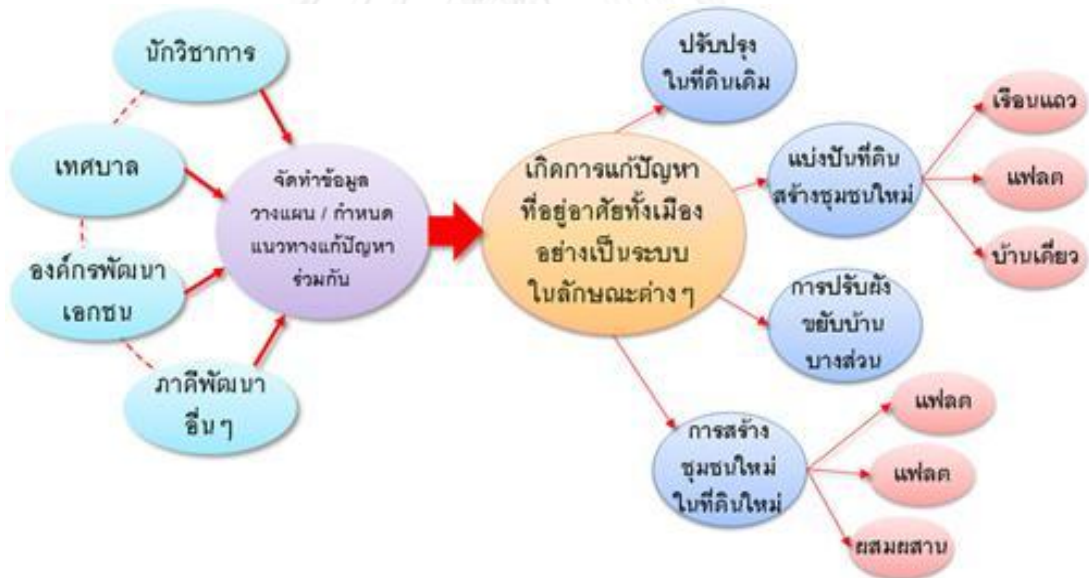 นักวิชาการ
เทศบาล
องค์กรพัฒนา
เอกชน
ภาคีพัฒนา
อื่นๆ
จัดทำข้อมูล
วางแผน / กำหนด
แนวทางแก้ปัญหา
ร่วมกัน
เกิดการแก้ปัญหา
ที่อยู่อาศัยทั้งเมือง
อย่างเป็นระบบ
ในลักษณะต่างๆ
ปรับปรุง
ในที่ดินเดิม
แบ่งปันที่ดิน
สร้างชุมชนใหม่
เรือนแถว
แฟลต
บ้านเดี่ยว
การปรับผัง
ขยับบ้าน
บางส่วน
การสร้าง
ชุมชนใหม่
ในที่ดินใหม่
แฟลต
แฟลต
ผสมผสาน